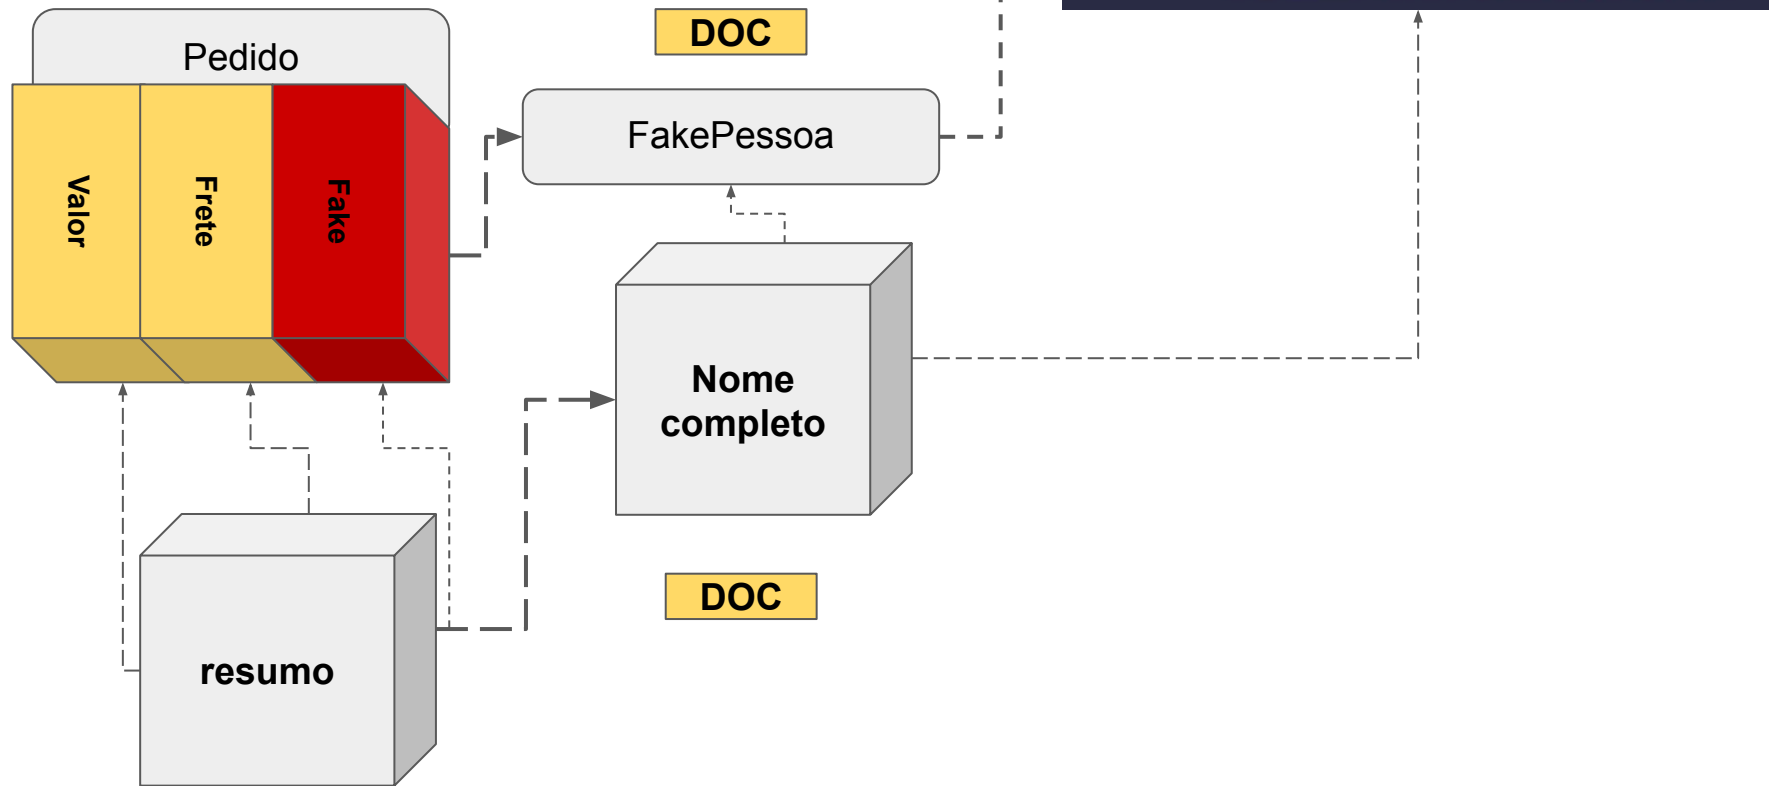 Pedido
DOC
FakePessoa
Valor
Frete
Fake
Nome
completo
DOC
resumo